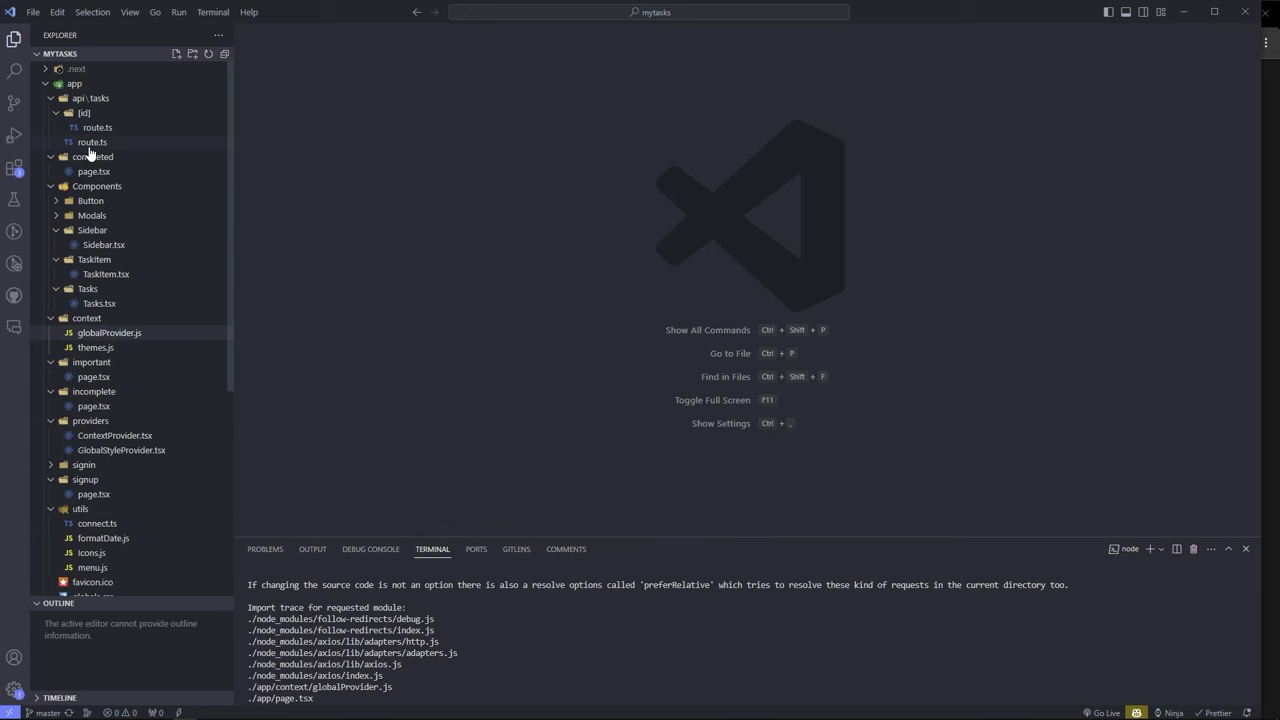 File Edit Selection View Go Run Terminal Help
mytasks
EXPLORER
MYTASKS
.next
app
api \ tasks
[id]
TS route.ts
TS route.ts
page.tsx
Components
Button
Modals
Sidebar
Sidebar.tsx
TaskItem
TaskItem.tsx
Tasks
Tasks.tsx
context
JS globalProvider.js
JS themes.js
important
page.tsx
incomplete
page.tsx
providers
ContextProvider.tsx
GlobalStyleProvider.tsx
signin
signup
page.tsx
utils
TS connect.ts
JS formatDate.js
JS Icons.js
JS menu.js
favicon.ico
OUTLINE
The active editor cannot provide outline
information.
TIMELINE
Show All Commands Ctrl + Shift + P
Go to File Ctrl + P
Find in Files Ctrl + Shift + F
Toggle Full Screen F11
Show Settings Ctrl + ,
PROBLEMS OUTPUT DEBUG CONSOLE TERMINAL PORTS GITLENS COMMENTS
node
If changing the source code is not an option there is also a resolve options called 'preferRelative' which tries to resolve these kind of requests in the current directory too.
Import trace for requested module:
./node_modules/follow-redirects/debug.js
./node_modules/follow-redirects/index.js
./node_modules/axios/lib/adapters/http.js
./node_modules/axios/lib/adapters/adapters.js
./node_modules/axios/lib/axios.js
./node_modules/axios/index.js
./app/context/globalProvider.js
./app/page.tsx
master 0 0 0 Go Live Ninja Prettier